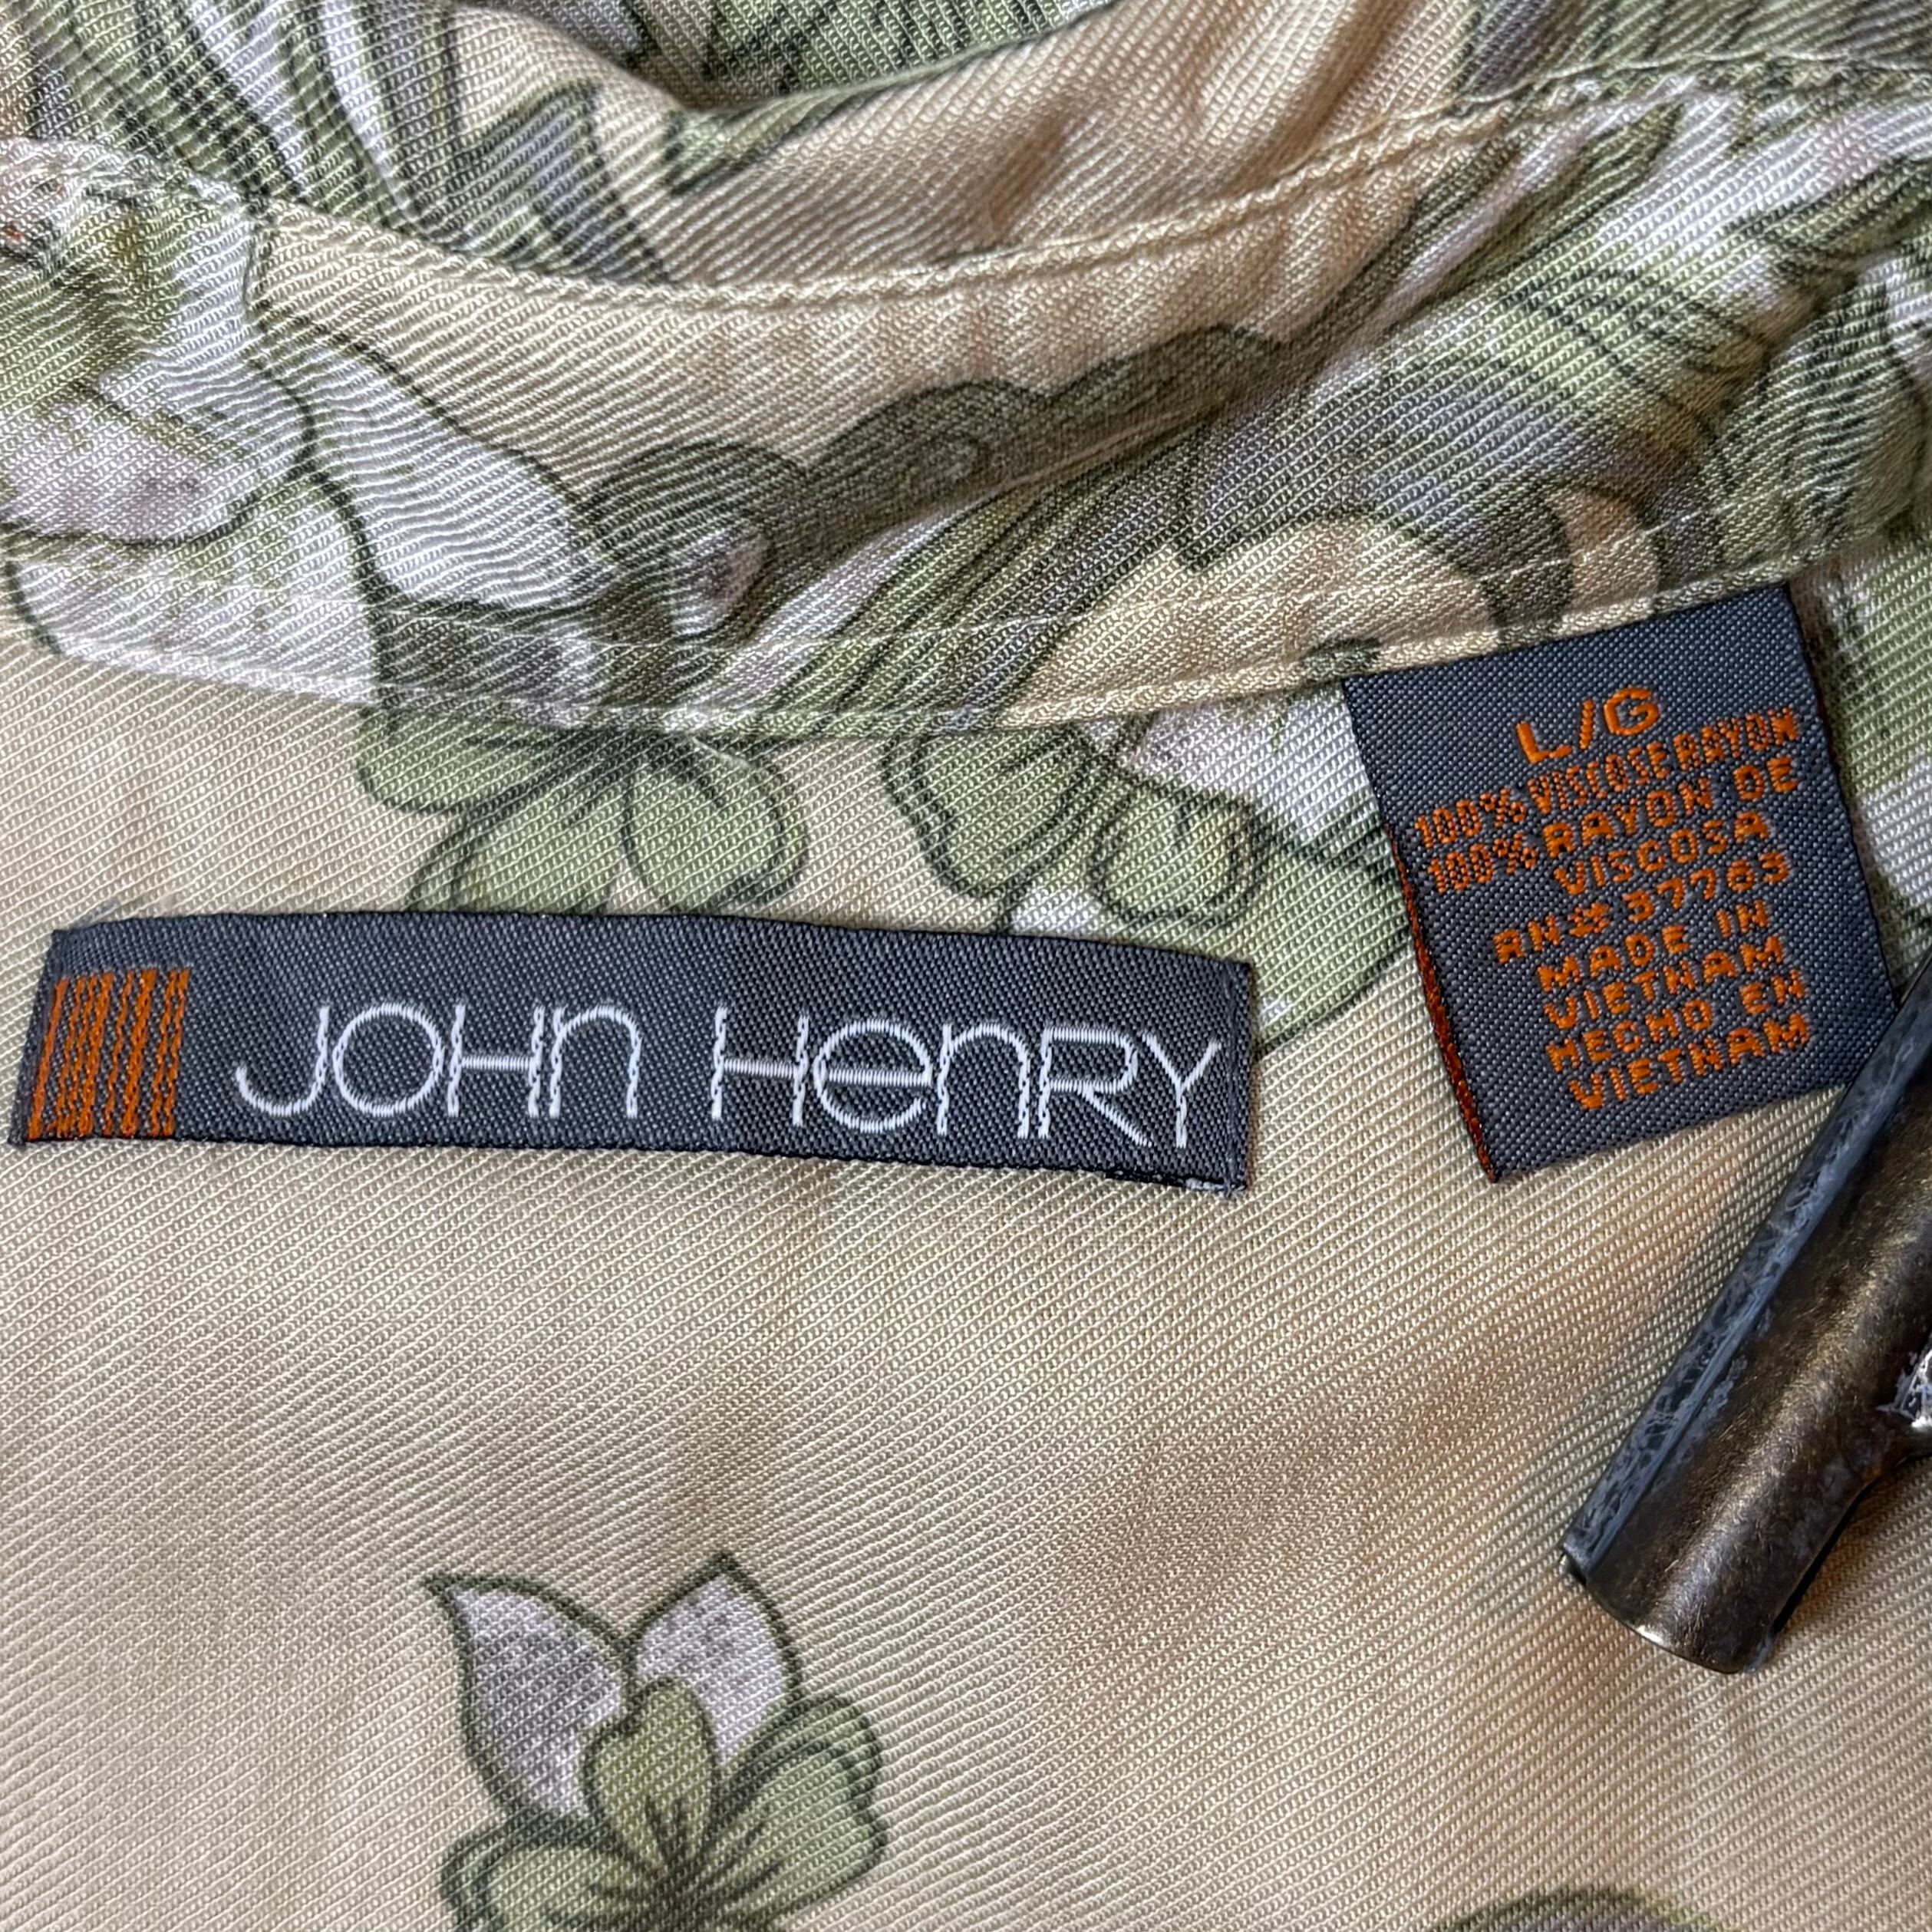 JOHN HENRY
L/G
100% VISCOSE RAYON
100% RAYON DE
VISCOSA
RN# 37763
MADE IN
VIETNAM
HECHO EN
VIETNAM